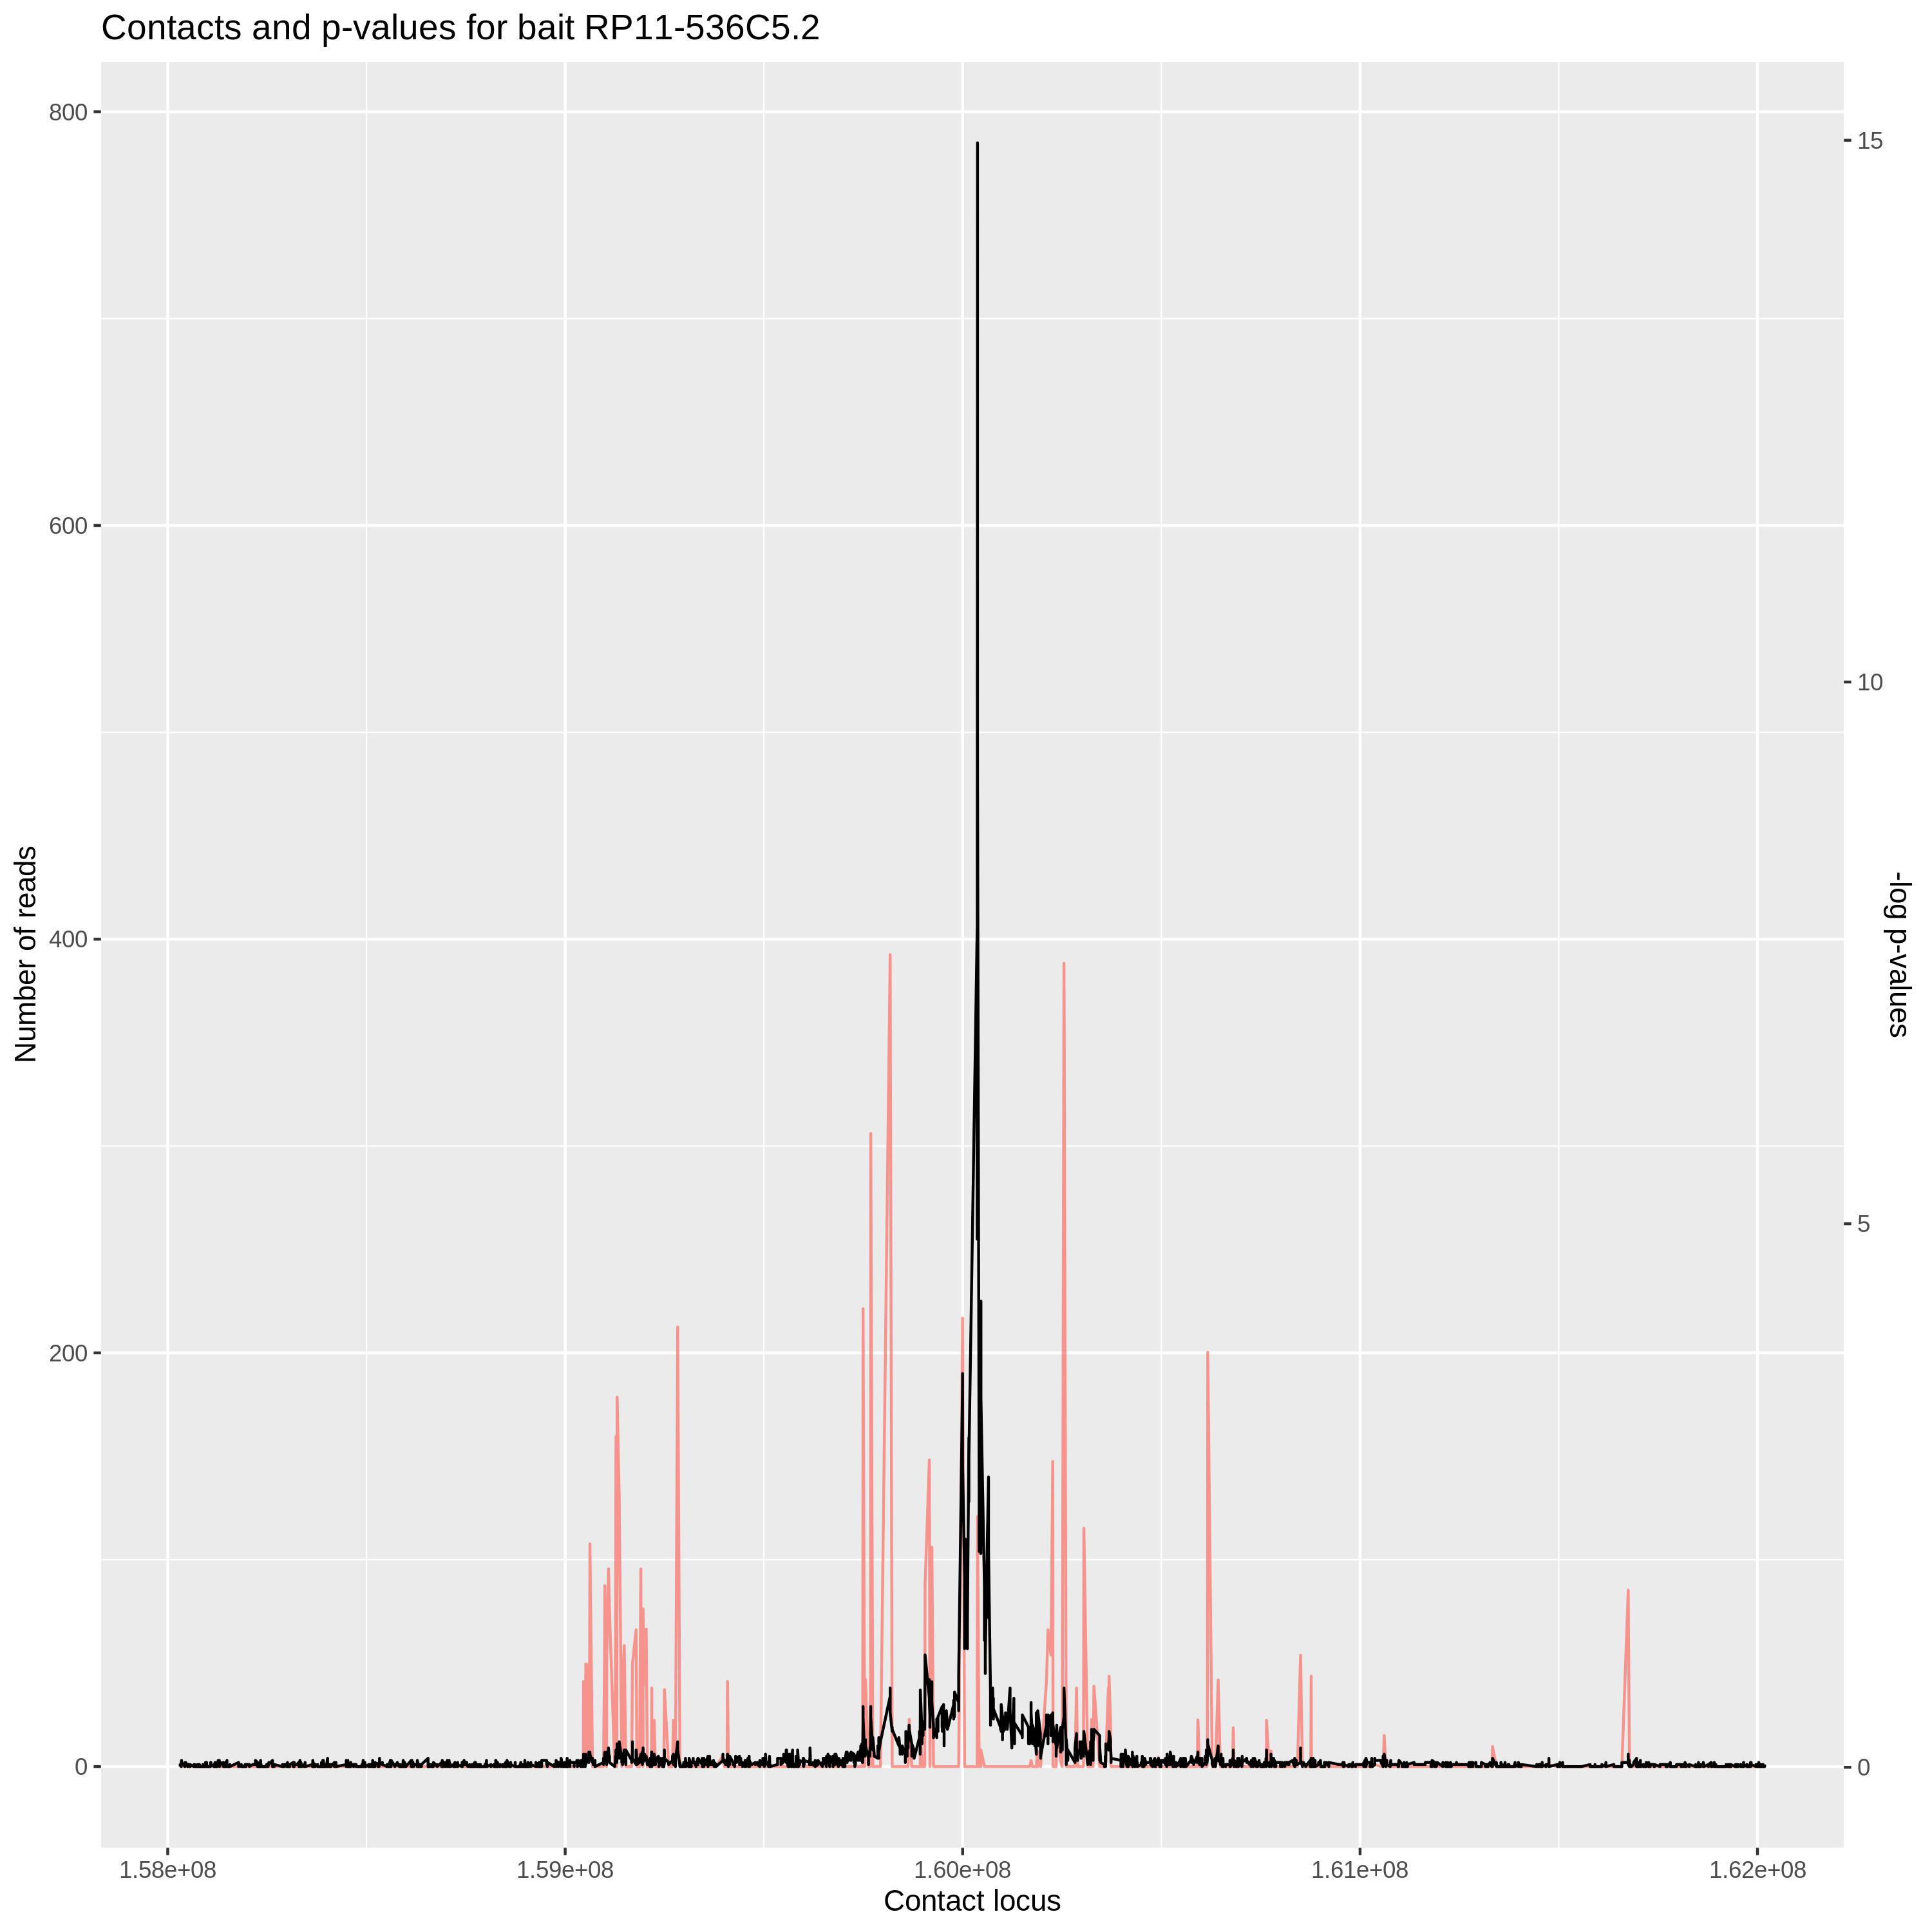 Contacts and p-values for bait RP11-536C5.2
800
600
400
200
0
Number of reads
15
10
5
0
-log p-values
1.58e+08
1.59e+08
1.60e+08
1.61e+08
1.62e+08
Contact locus